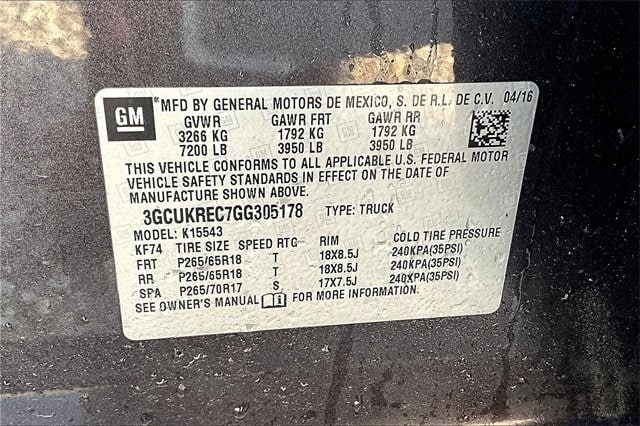 GM
*MFD BY GENERAL MOTORS DE MEXICO, S. DE R.L. DE C.V. 04/16
GVWR GAWR FRT GAWR RR
3266 KG 1792 KG 1792 KG
7200 LB 3950 LB 3950 LB
THIS VEHICLE CONFORMS TO ALL APPLICABLE U.S. FEDERAL MOTOR
VEHICLE SAFETY STANDARDS IN EFFECT ON THE DATE OF
MANUFACTURE SHOWN ABOVE.
3GCUKREC7GG305178 TYPE: TRUCK
MODEL: K15543
KF74 TIRE SIZE SPEED RTG RIM COLD TIRE PRESSURE
FRT P265/65R18 T 18X8.5J 240KPA(35PSI)
RR P265/65R18 T 18X8.5J 240KPA(35PSI)
SPA P265/70R17 S 17X7.5J 240KPA(35PSI)
SEE OWNER'S MANUAL FOR MORE INFORMATION.